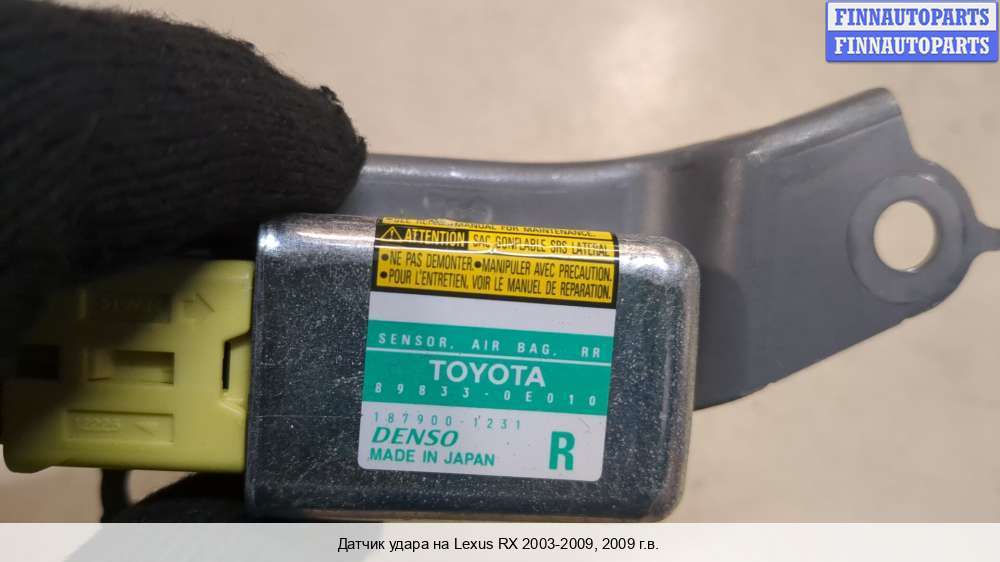 FINNAUTOPARTS
FINNAUTOPARTS
MANUAL FOR MAINTENANCE.
ATTENTION SAC GONFLABLE SRS LATERAL
•NE PAS DEMONTER.•MANIPULER AVEC PRECAUTION.
•POUR L'ENTRETIEN, VOIR LE MANUEL DE REPARATION.
SENSOR, AIR BAG, RR
TOYOTA
89833-0E010
187900-1231
DENSO
MADE IN JAPAN
R
Датчик удара на Lexus RX 2003-2009, 2009 г.в.